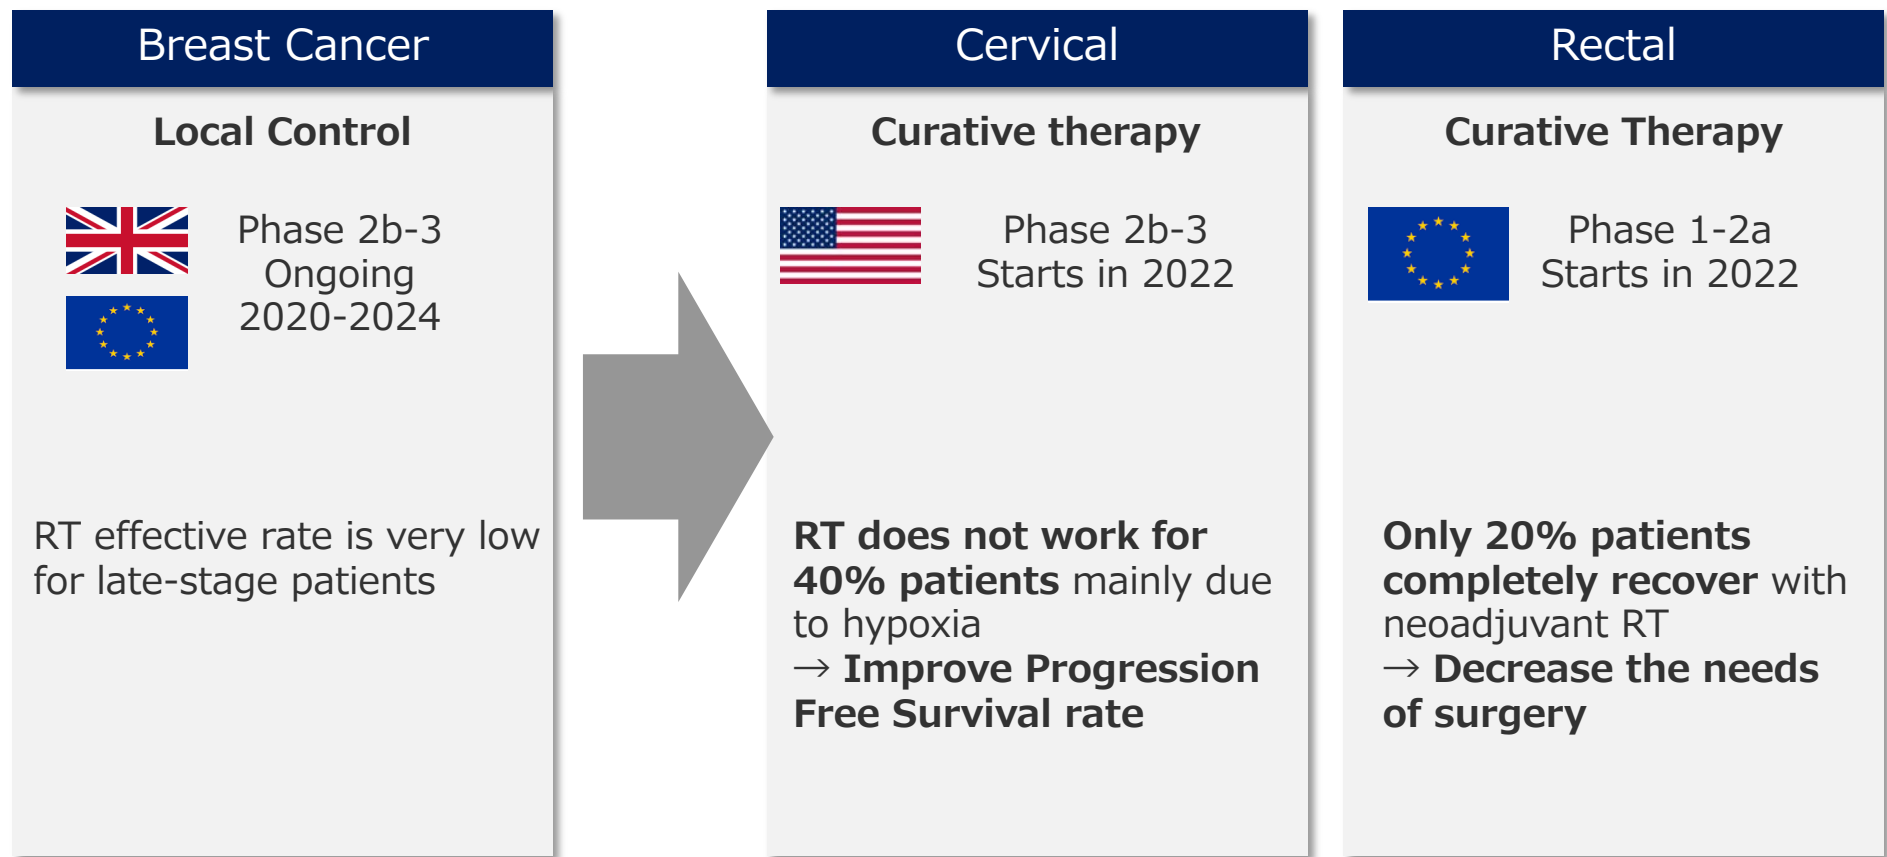 Breast Cancer
Local Control
Phase 2b-3
Ongoing
2020-2024
RT effective rate is very low
for late-stage patients
Cervical
Curative therapy
Phase 2b-3
Starts in 2022
RT does not work for
40% patients mainly due
to hypoxia
→ Improve Progression
Free Survival rate
Rectal
Curative Therapy
Phase 1-2a
Starts in 2022
Only 20% patients
completely recover with
neoadjuvant RT
→ Decrease the needs
of surgery